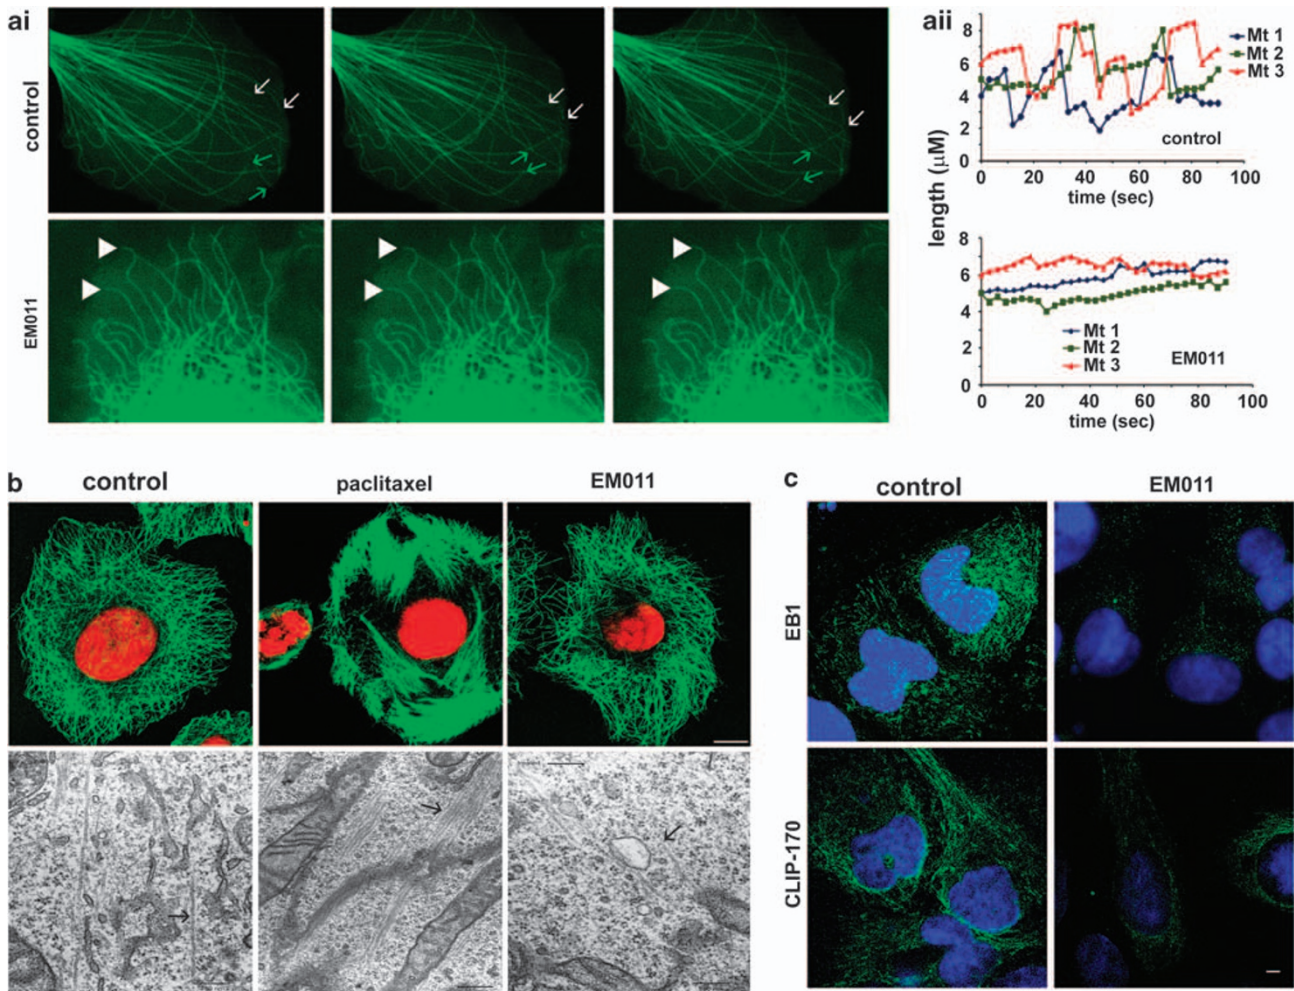 ai
control
EM011
aii
length (µM)
8
6
4
2
0
0 20 40 60 80 100
time (sec)
Mt 1
Mt 2
Mt 3
control
8
6
4
2
0
0 20 40 60 80 100
time (sec)
Mt 1
Mt 2
Mt 3
EM011
b
control paclitaxel EM011
c
control EM011
EB1
CLIP-170